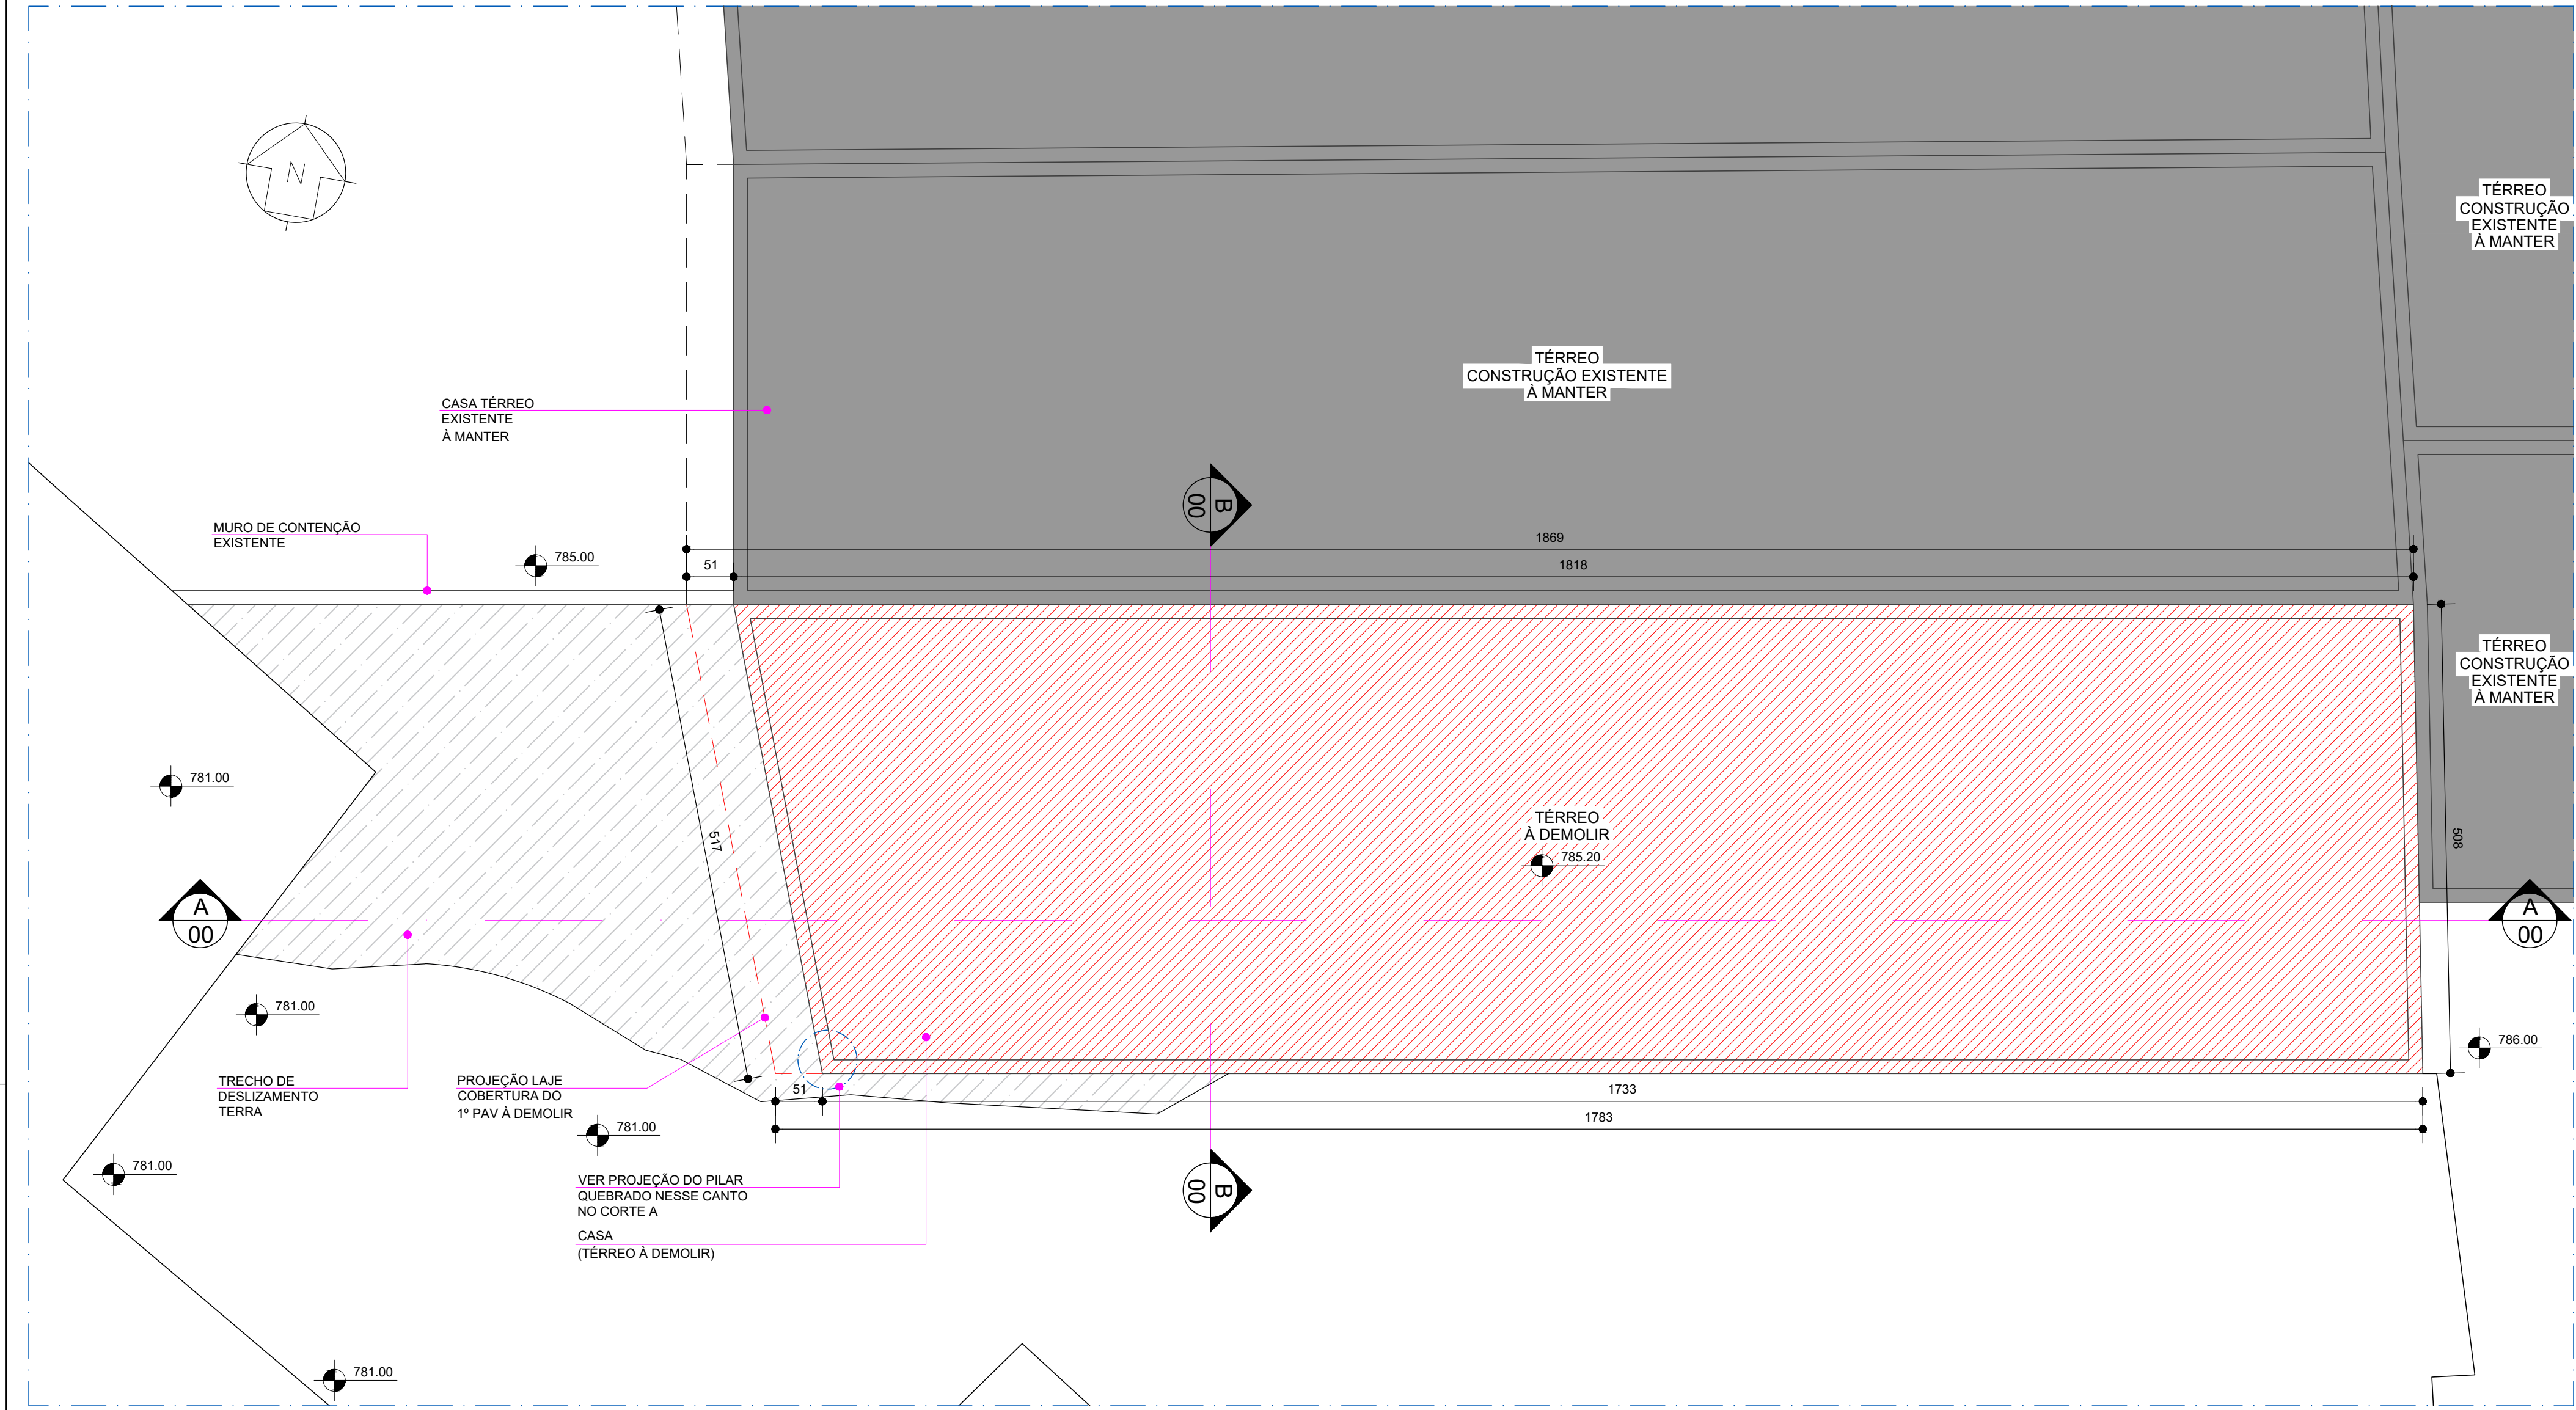 N
TÉRREO
CONSTRUÇÃO
EXISTENTE
À MANTER
TÉRREO
CONSTRUÇÃO EXISTENTE
À MANTER
CASA TÉRREO
EXISTENTE
À MANTER
B
00
MURO DE CONTENÇÃO
EXISTENTE
785.00
1869
51
1818
TÉRREO
CONSTRUÇÃO
EXISTENTE
À MANTER
781.00
517
TÉRREO
À DEMOLIR
785.20
508
A
00
A
00
781.00
786.00
TRECHO DE
DESLIZAMENTO
TERRA
PROJEÇÃO LAJE
COBERTURA DO
1º PAV À DEMOLIR
51
1733
1783
781.00
781.00
VER PROJEÇÃO DO PILAR
QUEBRADO NESSE CANTO
NO CORTE A
B
00
CASA
(TÉRREO À DEMOLIR)
781.00